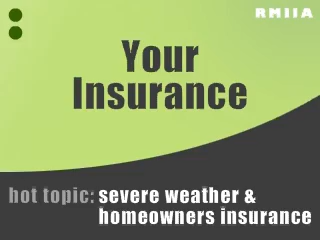 RMIIA
Your
Insurance
hot topic: severe weather &
homeowners insurance